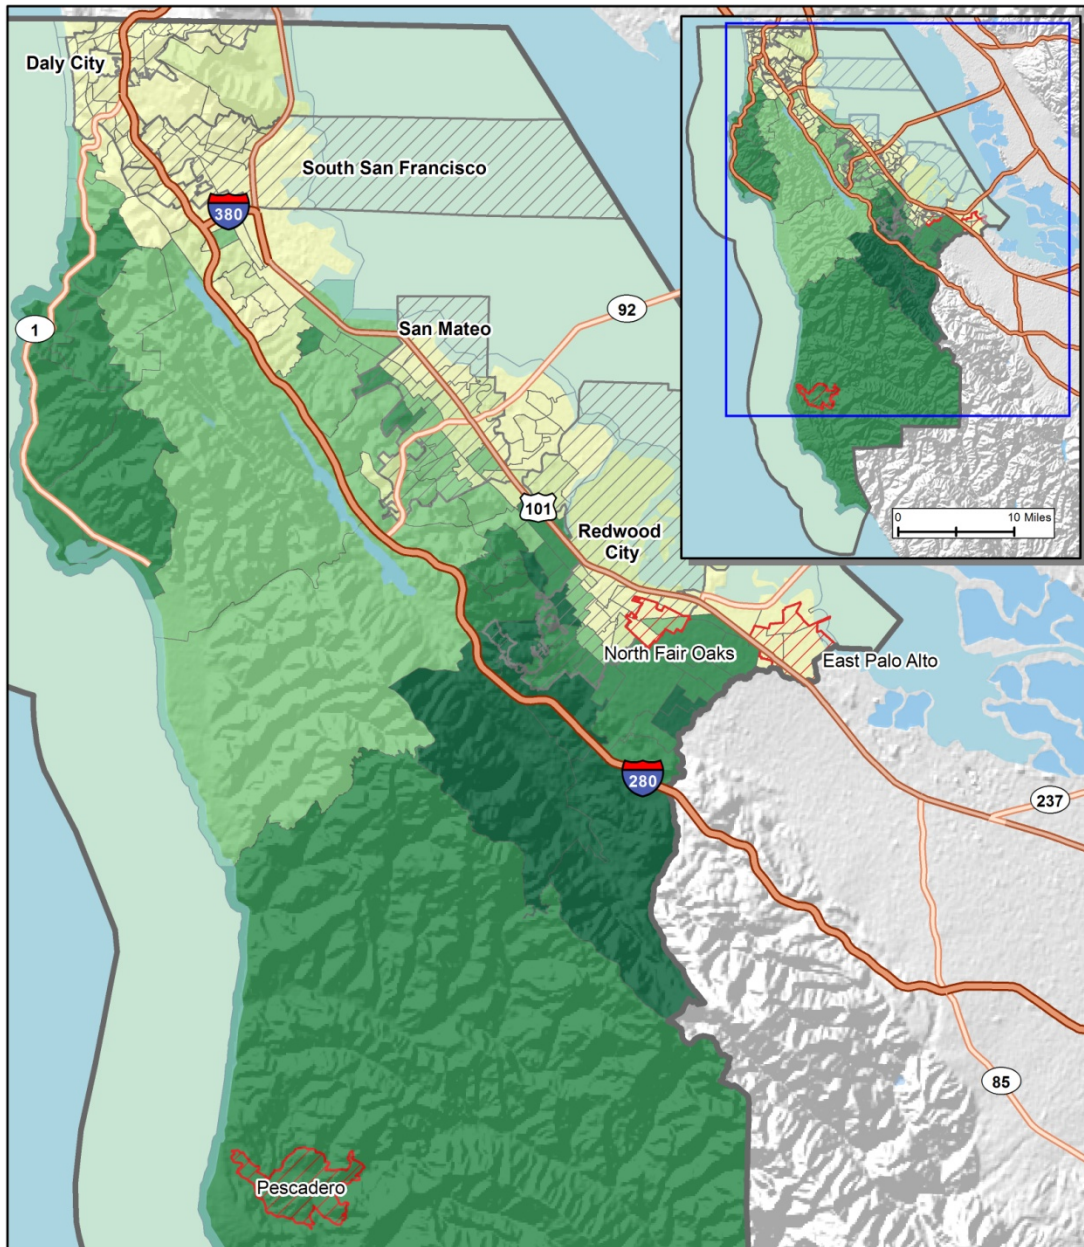 Daly City
South San Francisco
380
1
San Mateo
92
101
Redwood
City
North Fair Oaks
East Palo Alto
280
237
85
Pescadero
0 10 Miles